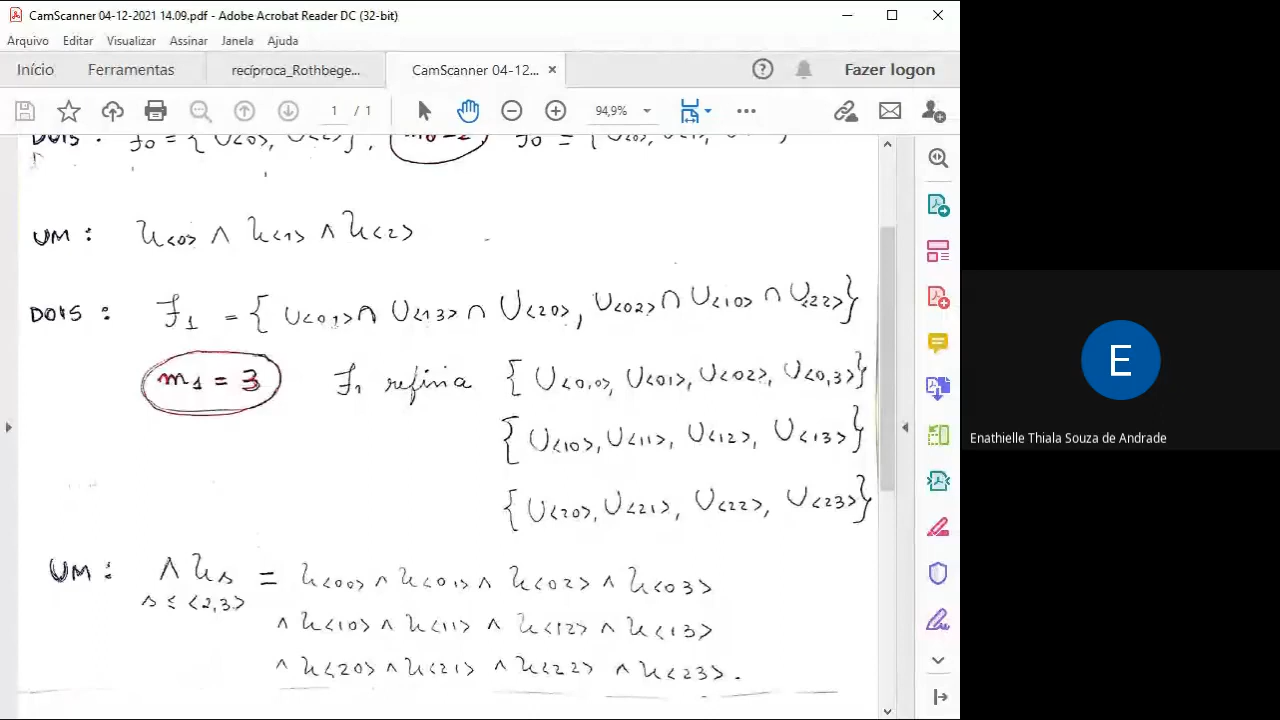 CamScanner 04-12-2021 14.09.pdf - Adobe Acrobat Reader DC (32-bit)
Arquivo Editar Visualizar Assinar Janela Ajuda
Início Ferramentas recíproca_Rothbege... CamScanner 04-12... × Fazer logon
1 / 1 94,9%
DOIS :
UM : U<0> ∧ U<1> ∧ U<2>
DOIS : F1 = { U<0,1> ∩ U<13> ∩ U<20>, U<02> ∩ U<10> ∩ U<22> }
m1 = 3 F1 refina { U<0,0>, U<01>, U<02>, U<0,3> }
{ U<10>, U<11>, U<12>, U<13> }
{ U<20>, U<21>, U<22>, U<23> }
UM : ∧ Us = U<00> ∧ U<01> ∧ U<02> ∧ U<03>
s ≤ <2,3>
∧ U<10> ∧ U<11> ∧ U<12> ∧ U<13>
∧ U<20> ∧ U<21> ∧ U<22> ∧ U<23>.
E
Enathielle Thiala Souza de Andrade